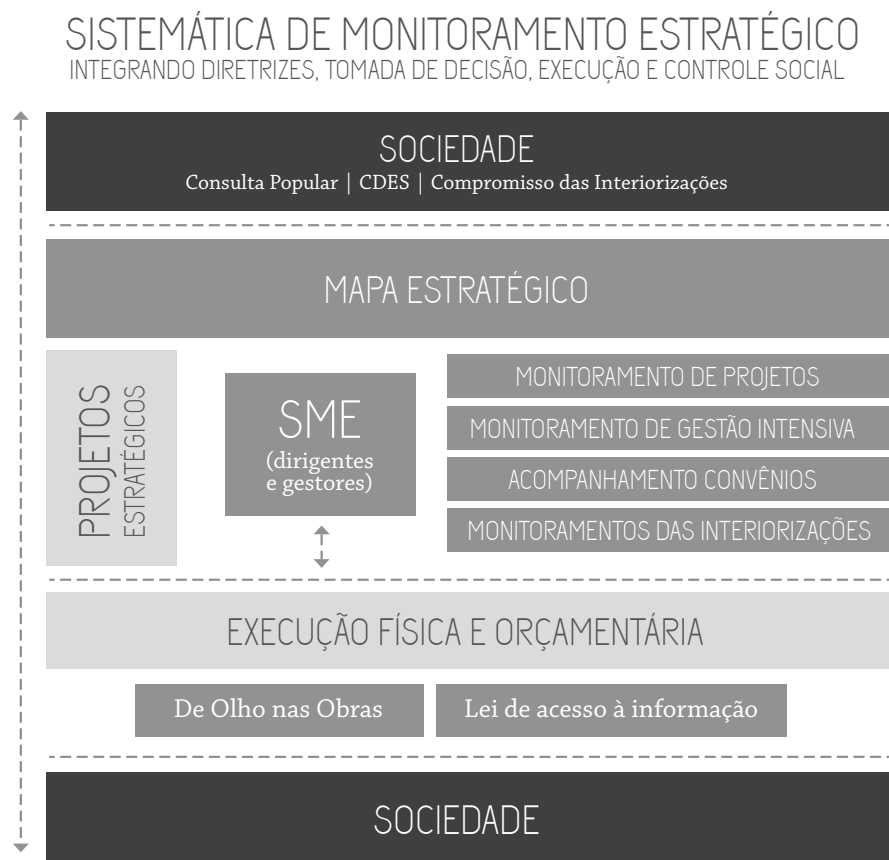 SISTEMÁTICA DE MONITORAMENTO ESTRATÉGICO
INTEGRANDO DIRETRIZES, TOMADA DE DECISÃO, EXECUÇÃO E CONTROLE SOCIAL
SOCIEDADE
Consulta Popular | CDES | Compromisso das Interiorizações
MAPA ESTRATÉGICO
PROJETOS
ESTRATÉGICOS
SME
(dirigentes
e gestores)
MONITORAMENTO DE PROJETOS
MONITORAMENTO DE GESTÃO INTENSIVA
ACOMPANHAMENTO CONVÊNIOS
MONITORAMENTOS DAS INTERIORIZAÇÕES
EXECUÇÃO FÍSICA E ORÇAMENTÁRIA
De Olho nas Obras
Lei de acesso à informação
SOCIEDADE